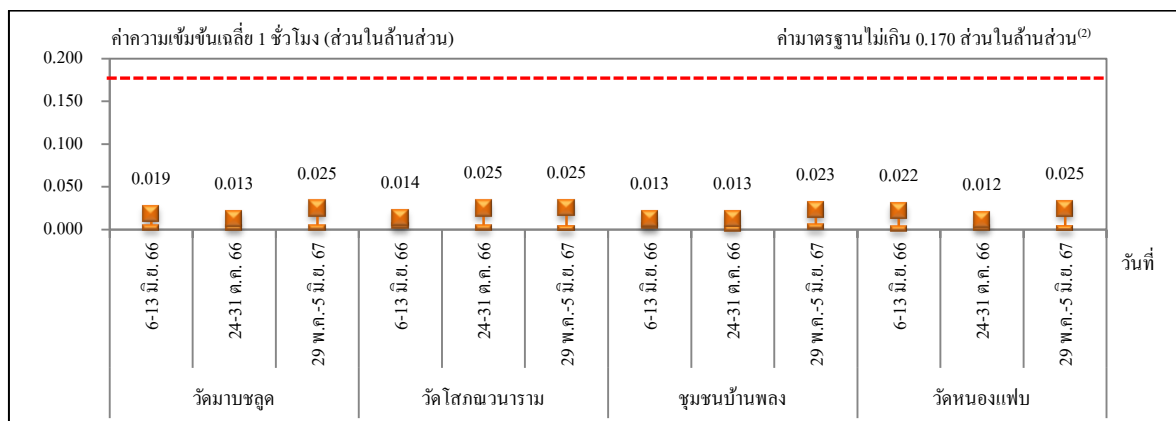 ค่าความเข้มข้นเฉลี่ย 1 ชั่วโมง (ส่วนในล้านส่วน) ค่ามาตรฐานไม่เกิน 0.170 ส่วนในล้านส่วน(2)
0.200
0.150
0.100
0.050
0.000
0.019 0.013 0.025 0.014 0.025 0.025 0.013 0.013 0.023 0.022 0.012 0.025
6-13 มิ.ย. 66
24-31 ต.ค. 66
29 พ.ค.-5 มิ.ย. 67
6-13 มิ.ย. 66
24-31 ต.ค. 66
29 พ.ค.-5 มิ.ย. 67
6-13 มิ.ย. 66
24-31 ต.ค. 66
29 พ.ค.-5 มิ.ย. 67
6-13 มิ.ย. 66
24-31 ต.ค. 66
29 พ.ค.-5 มิ.ย. 67
วันที่
วัดมาบชลูด วัดโสภณวนาราม ชุมชนบ้านพลง วัดหนองแฟบ